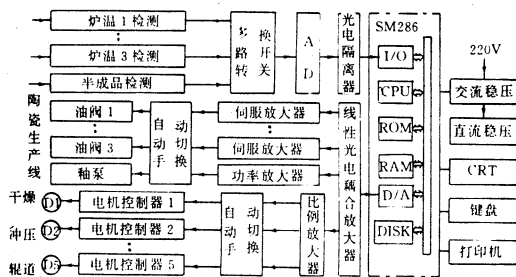 炉温1检测
炉温3检测
半成品检测
多路转换开关
A D
光电隔离器
SM286
I/O
CPU
ROM
RAM
D/A
DISK
220V
交流稳压
直流稳压
CRT
键盘
打印机
陶瓷生产线
油阀1
油阀3
釉泵
自动手动切换
伺服放大器
伺服放大器
功率放大器
线性光电耦合放大器
干燥
D1
电机控制器1
冲压
D2
电机控制器2
辊道
D5
电机控制器5
自动手动切换
比例放大器